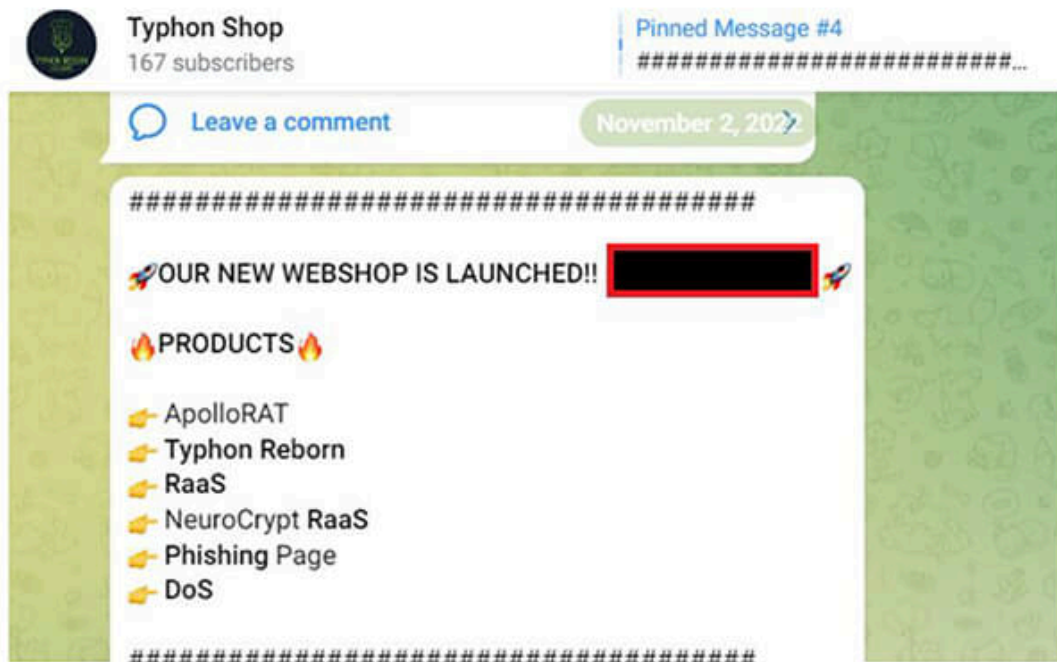 Typhon Shop
167 subscribers
Pinned Message #4
##########################...
Leave a comment
November 2, 2022
######################################
🚀OUR NEW WEBSHOP IS LAUNCHED!! 🚀
🔥PRODUCTS🔥
👉 ApolloRAT
👉 Typhon Reborn
👉 RaaS
👉 NeuroCrypt RaaS
👉 Phishing Page
👉 DoS
######################################